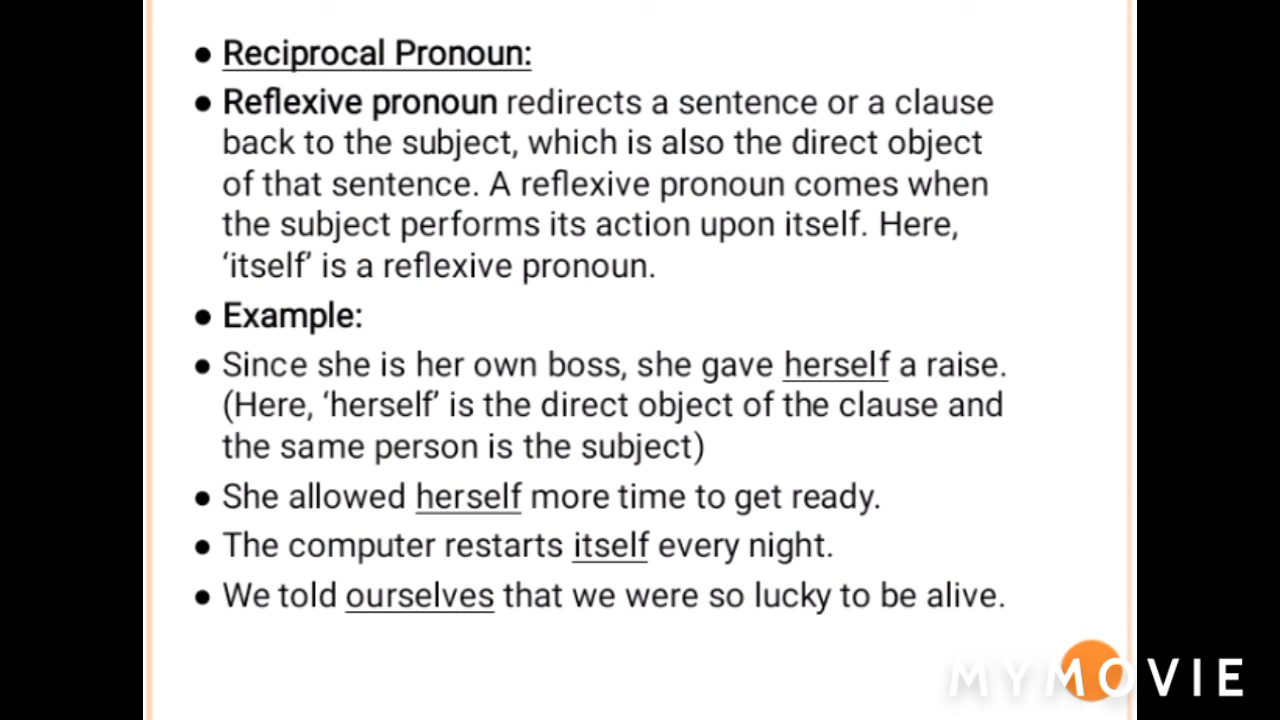 ● Reciprocal Pronoun:
● Reflexive pronoun redirects a sentence or a clause
back to the subject, which is also the direct object
of that sentence. A reflexive pronoun comes when
the subject performs its action upon itself. Here,
‘itself’ is a reflexive pronoun.
● Example:
● Since she is her own boss, she gave herself a raise.
(Here, ‘herself’ is the direct object of the clause and
the same person is the subject)
● She allowed herself more time to get ready.
● The computer restarts itself every night.
● We told ourselves that we were so lucky to be alive.
MYMOVIE